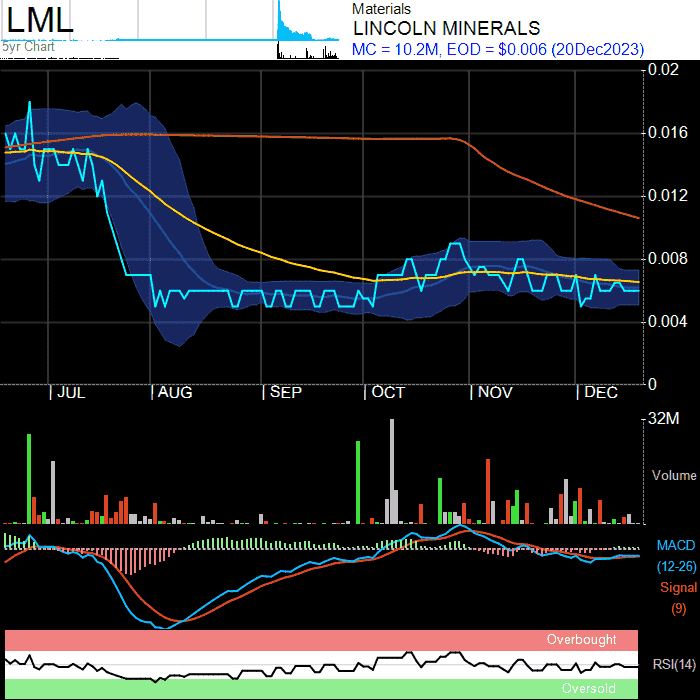 LML
5yr Chart
Materials
LINCOLN MINERALS
MC = 10.2M, EOD = $0.006 (20Dec2023)
0.02
0.016
0.012
0.008
0.004
0
| JUL | AUG | SEP | OCT | NOV | DEC
32M
Volume
MACD
(12-26)
Signal
(9)
Overbought
RSI(14)
Oversold